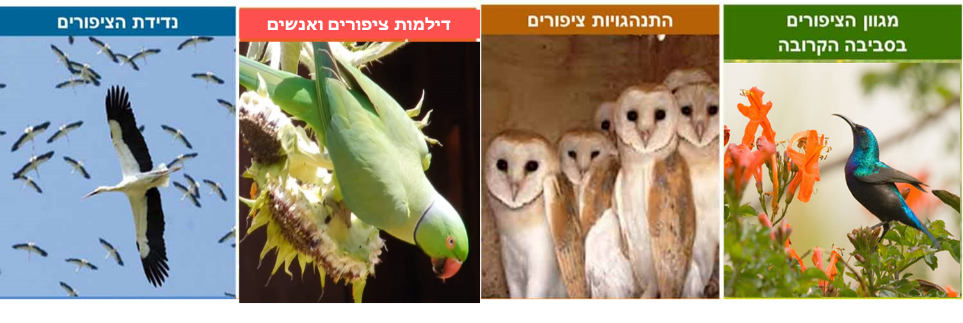 מגוון הציפורים
בסביבה הקרובה
התנהגויות ציפורים
דילמות ציפורים ואנשים
נדידת הציפורים